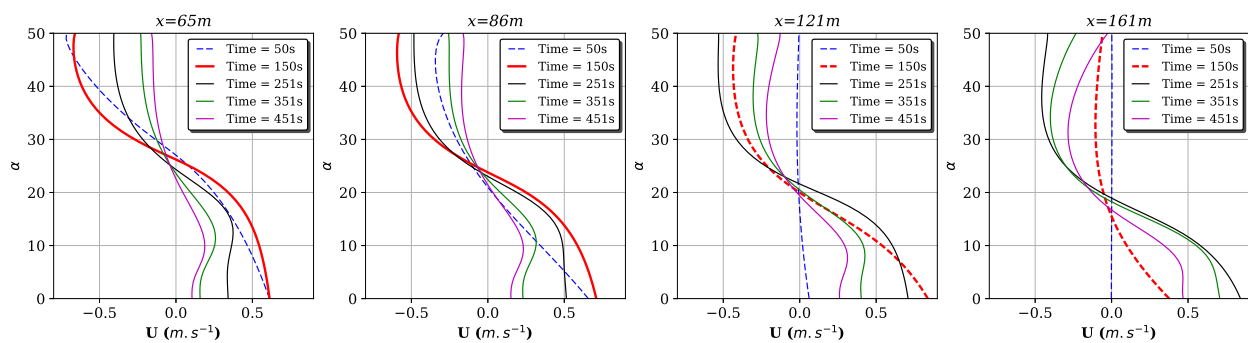 x=65m
50
40
30
20
10
0
α
−0.5
0.0
0.5
U (m.s⁻¹)
Time = 50s
Time = 150s
Time = 251s
Time = 351s
Time = 451s
x=86m
50
40
30
20
10
0
α
−0.5
0.0
0.5
U (m.s⁻¹)
Time = 50s
Time = 150s
Time = 251s
Time = 351s
Time = 451s
x=121m
50
40
30
20
10
0
α
−0.5
0.0
0.5
U (m.s⁻¹)
Time = 50s
Time = 150s
Time = 251s
Time = 351s
Time = 451s
x=161m
50
40
30
20
10
0
α
−0.5
0.0
0.5
U (m.s⁻¹)
Time = 50s
Time = 150s
Time = 251s
Time = 351s
Time = 451s